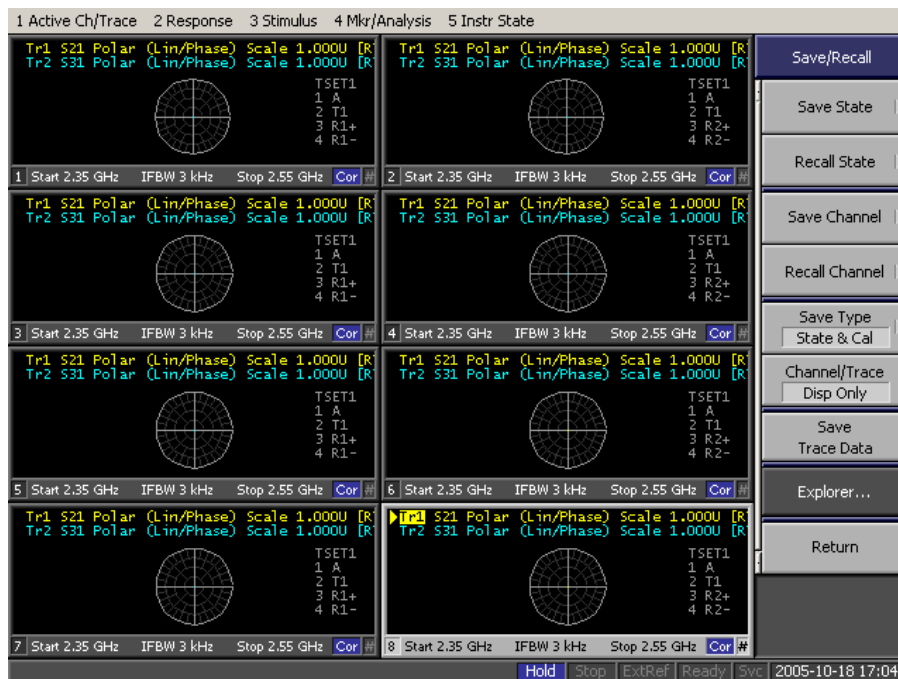 1 Active Ch/Trace 2 Response 3 Stimulus 4 Mkr/Analysis 5 Instr State
Tr1 S21 Polar (Lin/Phase) Scale 1.000U [R
Tr2 S31 Polar (Lin/Phase) Scale 1.000U [R
TSET1
1 A
2 T1
3 R1+
4 R1-
1 Start 2.35 GHz IFBW 3 kHz Stop 2.55 GHz Cor #
Tr1 S21 Polar (Lin/Phase) Scale 1.000U [R
Tr2 S31 Polar (Lin/Phase) Scale 1.000U [R
TSET1
1 A
2 T1
3 R2+
4 R2-
2 Start 2.35 GHz IFBW 3 kHz Stop 2.55 GHz Cor #
Tr1 S21 Polar (Lin/Phase) Scale 1.000U [R
Tr2 S31 Polar (Lin/Phase) Scale 1.000U [R
TSET1
1 A
2 T1
3 R1+
4 R1-
3 Start 2.35 GHz IFBW 3 kHz Stop 2.55 GHz Cor #
Tr1 S21 Polar (Lin/Phase) Scale 1.000U [R
Tr2 S31 Polar (Lin/Phase) Scale 1.000U [R
TSET1
1 A
2 T1
3 R2+
4 R2-
4 Start 2.35 GHz IFBW 3 kHz Stop 2.55 GHz Cor #
Tr1 S21 Polar (Lin/Phase) Scale 1.000U [R
Tr2 S31 Polar (Lin/Phase) Scale 1.000U [R
TSET1
1 A
2 T1
3 R1+
4 R1-
5 Start 2.35 GHz IFBW 3 kHz Stop 2.55 GHz Cor #
Tr1 S21 Polar (Lin/Phase) Scale 1.000U [R
Tr2 S31 Polar (Lin/Phase) Scale 1.000U [R
TSET1
1 A
2 T1
3 R2+
4 R2-
6 Start 2.35 GHz IFBW 3 kHz Stop 2.55 GHz Cor #
Tr1 S21 Polar (Lin/Phase) Scale 1.000U [R
Tr2 S31 Polar (Lin/Phase) Scale 1.000U [R
TSET1
1 A
2 T1
3 R1+
4 R1-
7 Start 2.35 GHz IFBW 3 kHz Stop 2.55 GHz Cor #
Tr1 S21 Polar (Lin/Phase) Scale 1.000U [R
Tr2 S31 Polar (Lin/Phase) Scale 1.000U [R
TSET1
1 A
2 T1
3 R2+
4 R2-
8 Start 2.35 GHz IFBW 3 kHz Stop 2.55 GHz Cor #
Save/Recall
Save State
Recall State
Save Channel
Recall Channel
Save Type
State & Cal
Channel/Trace
Disp Only
Save
Trace Data
Explorer...
Return
Hold Stop ExtRef Ready Svc 2005-10-18 17:04